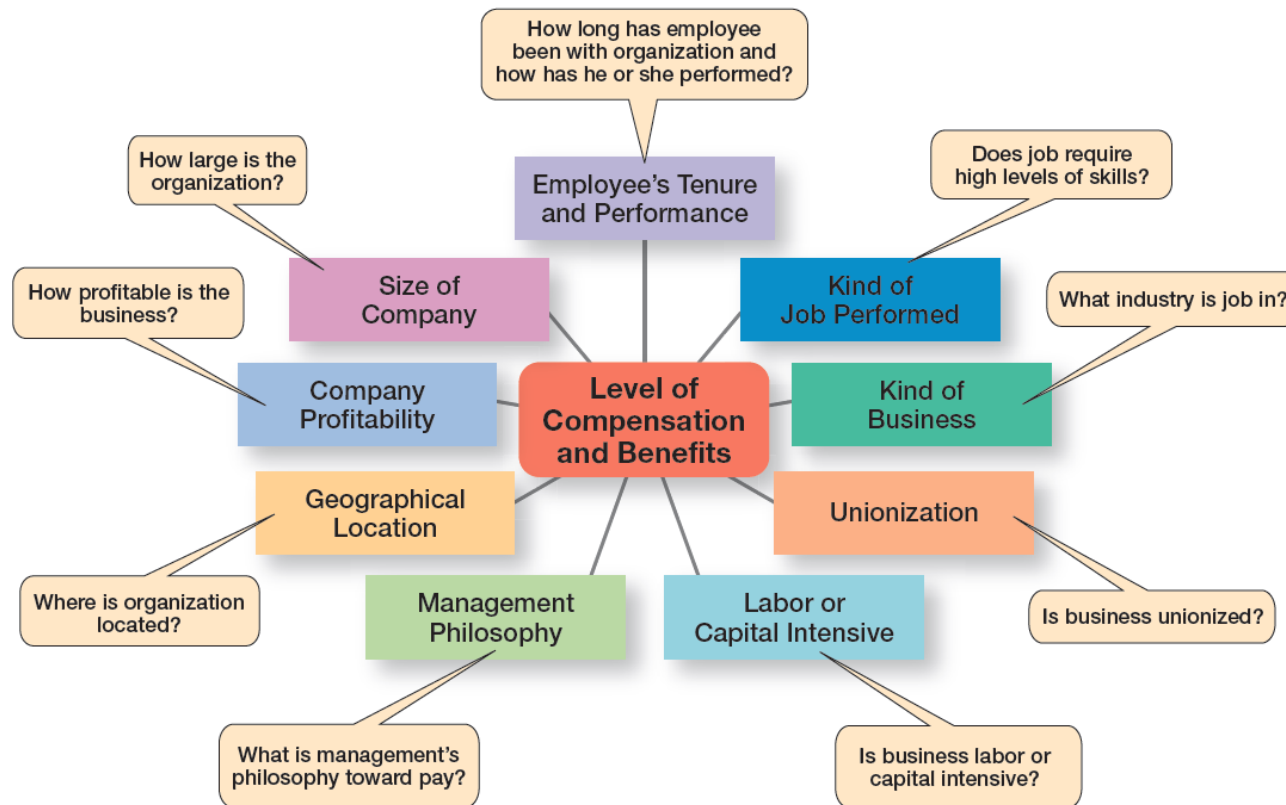 How long has employee
been with organization and
how has he or she performed?
How large is the
organization?
Does job require
high levels of skills?
Employee's Tenure
and Performance
Size of
Company
Kind of
Job Performed
How profitable is the
business?
What industry is job in?
Company
Profitability
Level of
Compensation
and Benefits
Kind of
Business
Geographical
Location
Unionization
Where is organization
located?
Management
Philosophy
Labor or
Capital Intensive
Is business unionized?
What is management's
philosophy toward pay?
Is business labor or
capital intensive?